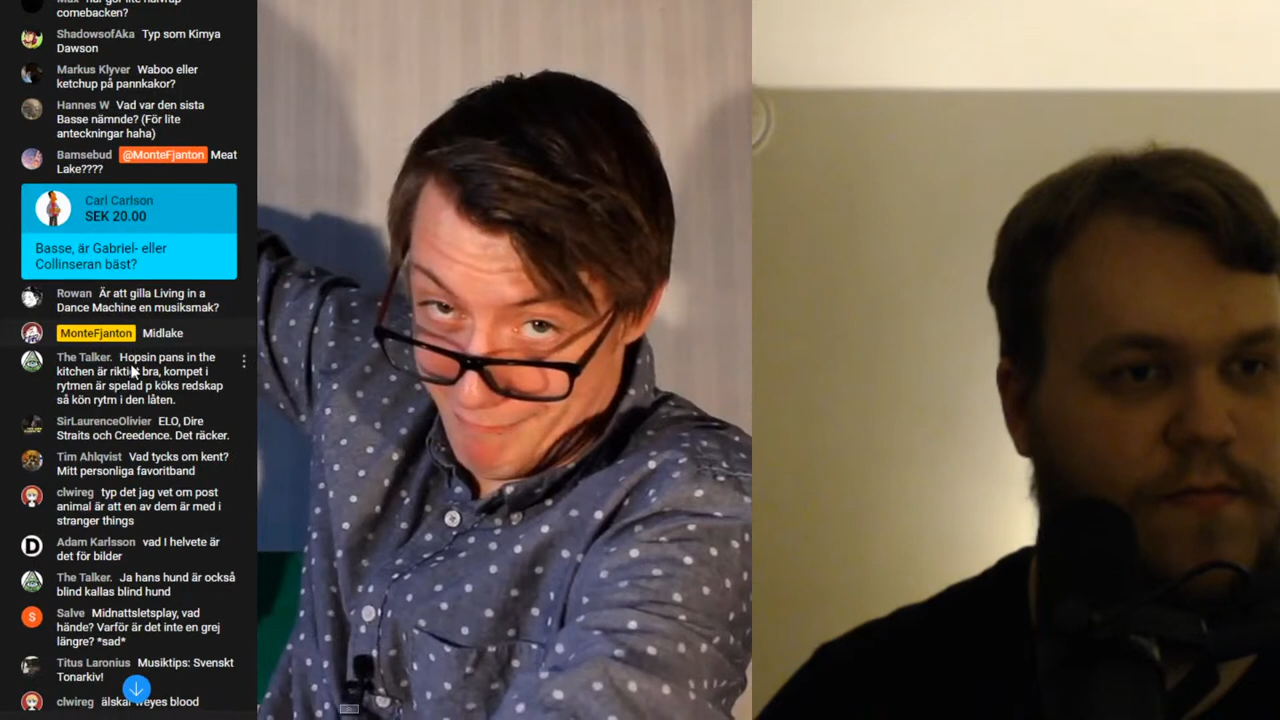 comebacken?
ShadowsofAka Typ som Kimya
Dawson
Markus Klyver Waboo eller
ketchup på pannkakor?
Hannes W Vad var den sista
Basse nämnde? (För lite
anteckningar haha)
Bamsebud @MonteFjanton Meat
Lake????
Carl Carlson
SEK 20.00
Basse, är Gabriel- eller
Collinseran bäst?
Rowan Är att gilla Living in a
Dance Machine en musiksmak?
MonteFjanton Midlake
The Talker. Hopsin pans in the
kitchen är riktig bra, kompet i
rytmen är spelad p köks redskap
så kön rytm i den låten.
SirLaurenceOlivier ELO, Dire
Straits och Creedence. Det räcker.
Tim Ahlqvist Vad tycks om kent?
Mitt personliga favoritband
clwireg typ det jag vet om post
animal är att en av dem är med i
stranger things
D
Adam Karlsson vad I helvete är
det för bilder
The Talker. Ja hans hund är också
blind kallas blind hund
S
Salve Midnattsletsplay, vad
hände? Varför är det inte en grej
längre? *sad*
Titus Laronius Musiktips: Svenskt
Tonarkiv!
clwireg älskar weyes blood